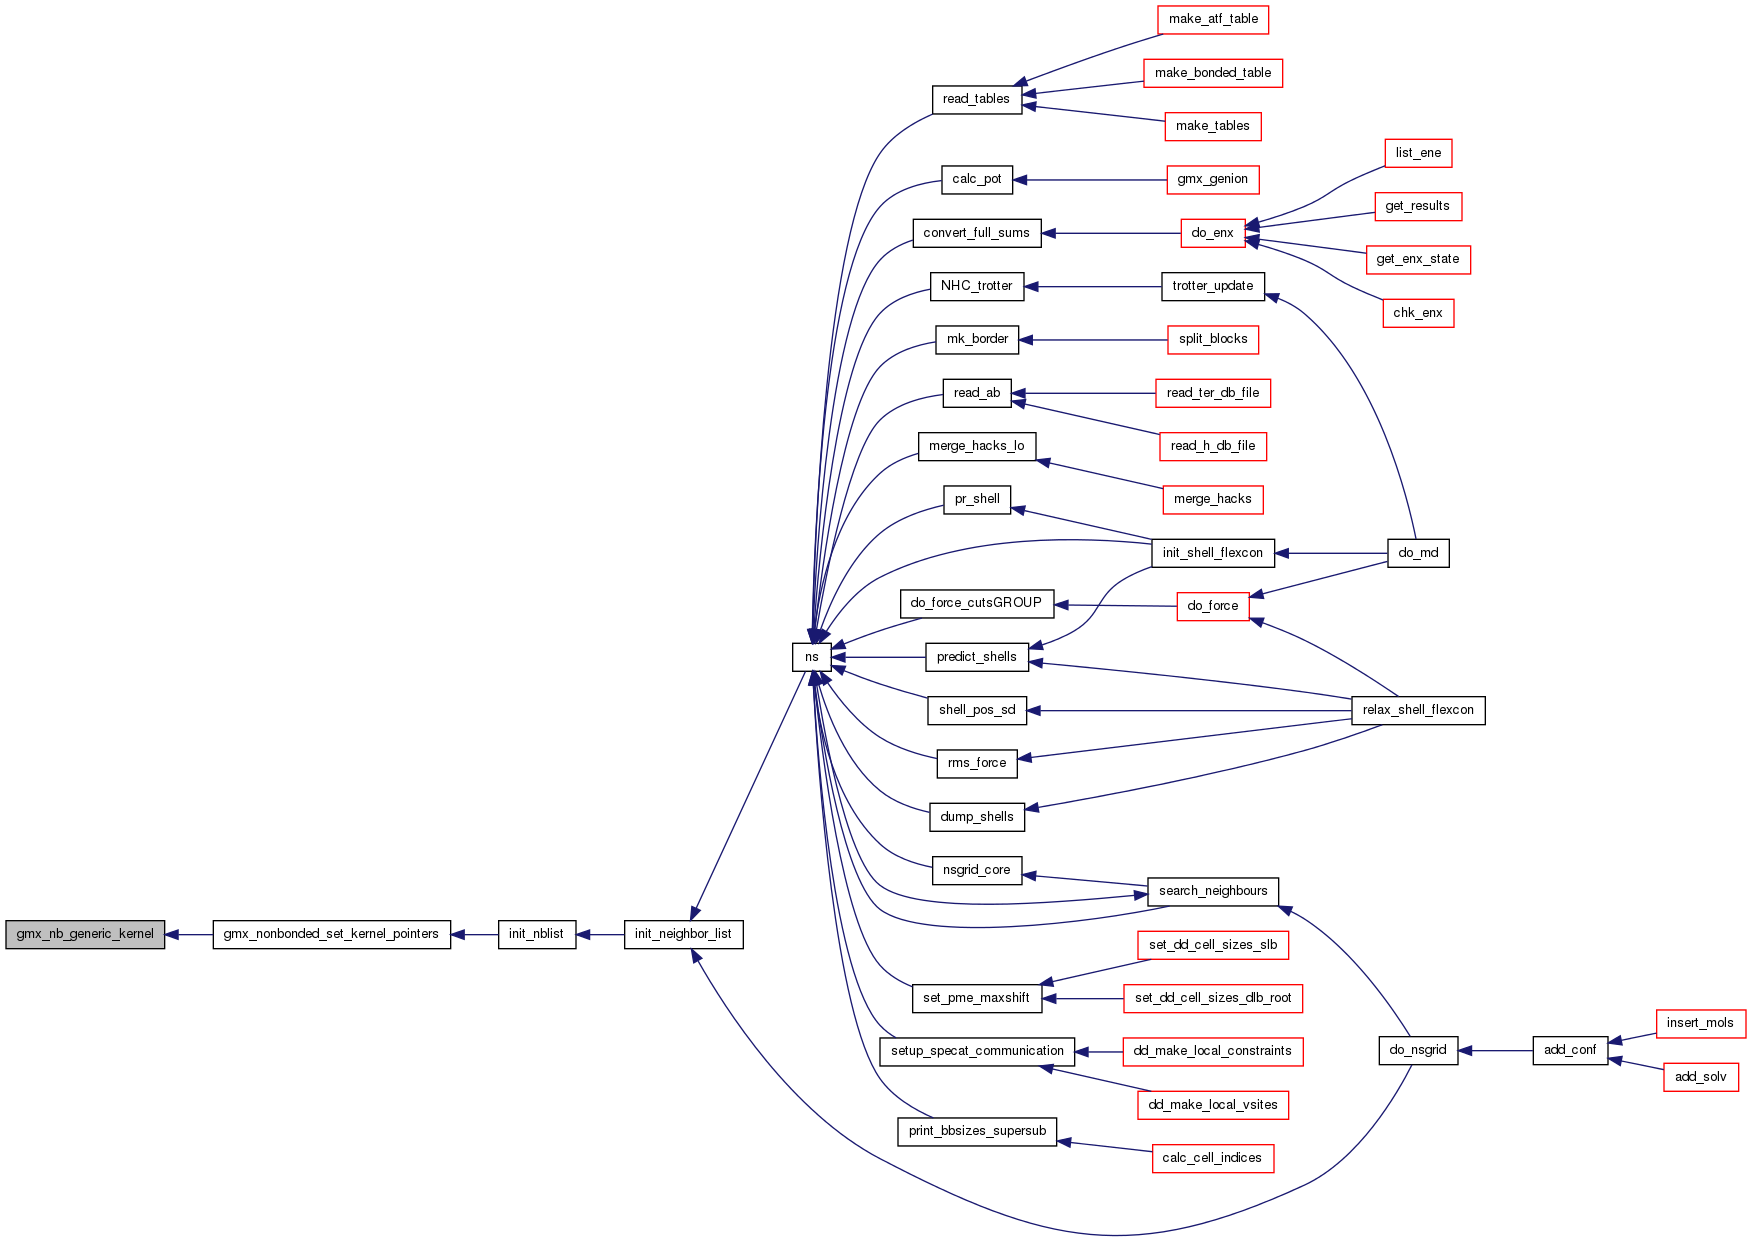 make_atf_table
make_bonded_table
read_tables
make_tables
list_ene
calc_pot
gmx_genion
get_results
convert_full_sums
do_enx
get_enx_state
NHC_trotter
trotter_update
chk_enx
mk_border
split_blocks
read_ab
read_ter_db_file
merge_hacks_lo
read_h_db_file
pr_shell
merge_hacks
init_shell_flexcon
do_md
do_force_cutsGROUP
do_force
ns
predict_shells
shell_pos_sd
relax_shell_flexcon
rms_force
dump_shells
nsgrid_core
search_neighbours
gmx_nb_generic_kernel
gmx_nonbonded_set_kernel_pointers
init_nblist
init_neighbor_list
set_dd_cell_sizes_slb
set_pme_maxshift
set_dd_cell_sizes_dlb_root
insert_mols
setup_specat_communication
dd_make_local_constraints
do_nsgrid
add_conf
add_solv
dd_make_local_vsites
print_bbsizes_supersub
calc_cell_indices